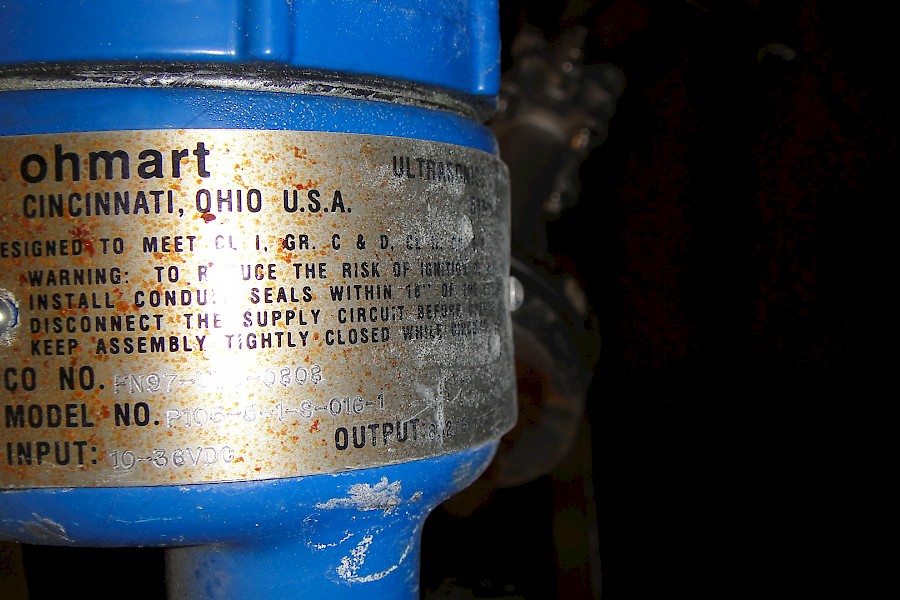 ohmart
ULTRASONIC
CINCINNATI, OHIO U.S.A.
ESIGNED TO MEET CL I, GR. C & D,
WARNING: TO REDUCE THE RISK OF IGNITION
INSTALL CONDUIT SEALS WITHIN 18" OF
DISCONNECT THE SUPPLY CIRCUIT BEFORE
KEEP ASSEMBLY TIGHTLY CLOSED WHILE
CO NO.
MODEL NO.
OUTPUT:
INPUT: 10-36VDC